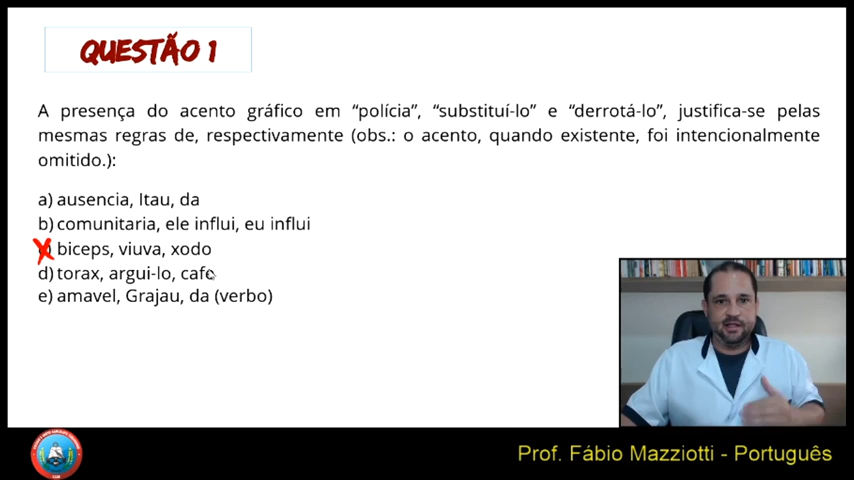 QUESTÃO 1
A presença do acento gráfico em “polícia”, “substituí-lo” e “derrotá-lo”, justifica-se pelas
mesmas regras de, respectivamente (obs.: o acento, quando existente, foi intencionalmente
omitido.):
a) ausencia, Itau, da
b) comunitaria, ele influi, eu influi
biceps, viuva, xodo
d) torax, argui-lo, cafe
e) amavel, Grajau, da (verbo)
Prof. Fábio Mazziotti - Português